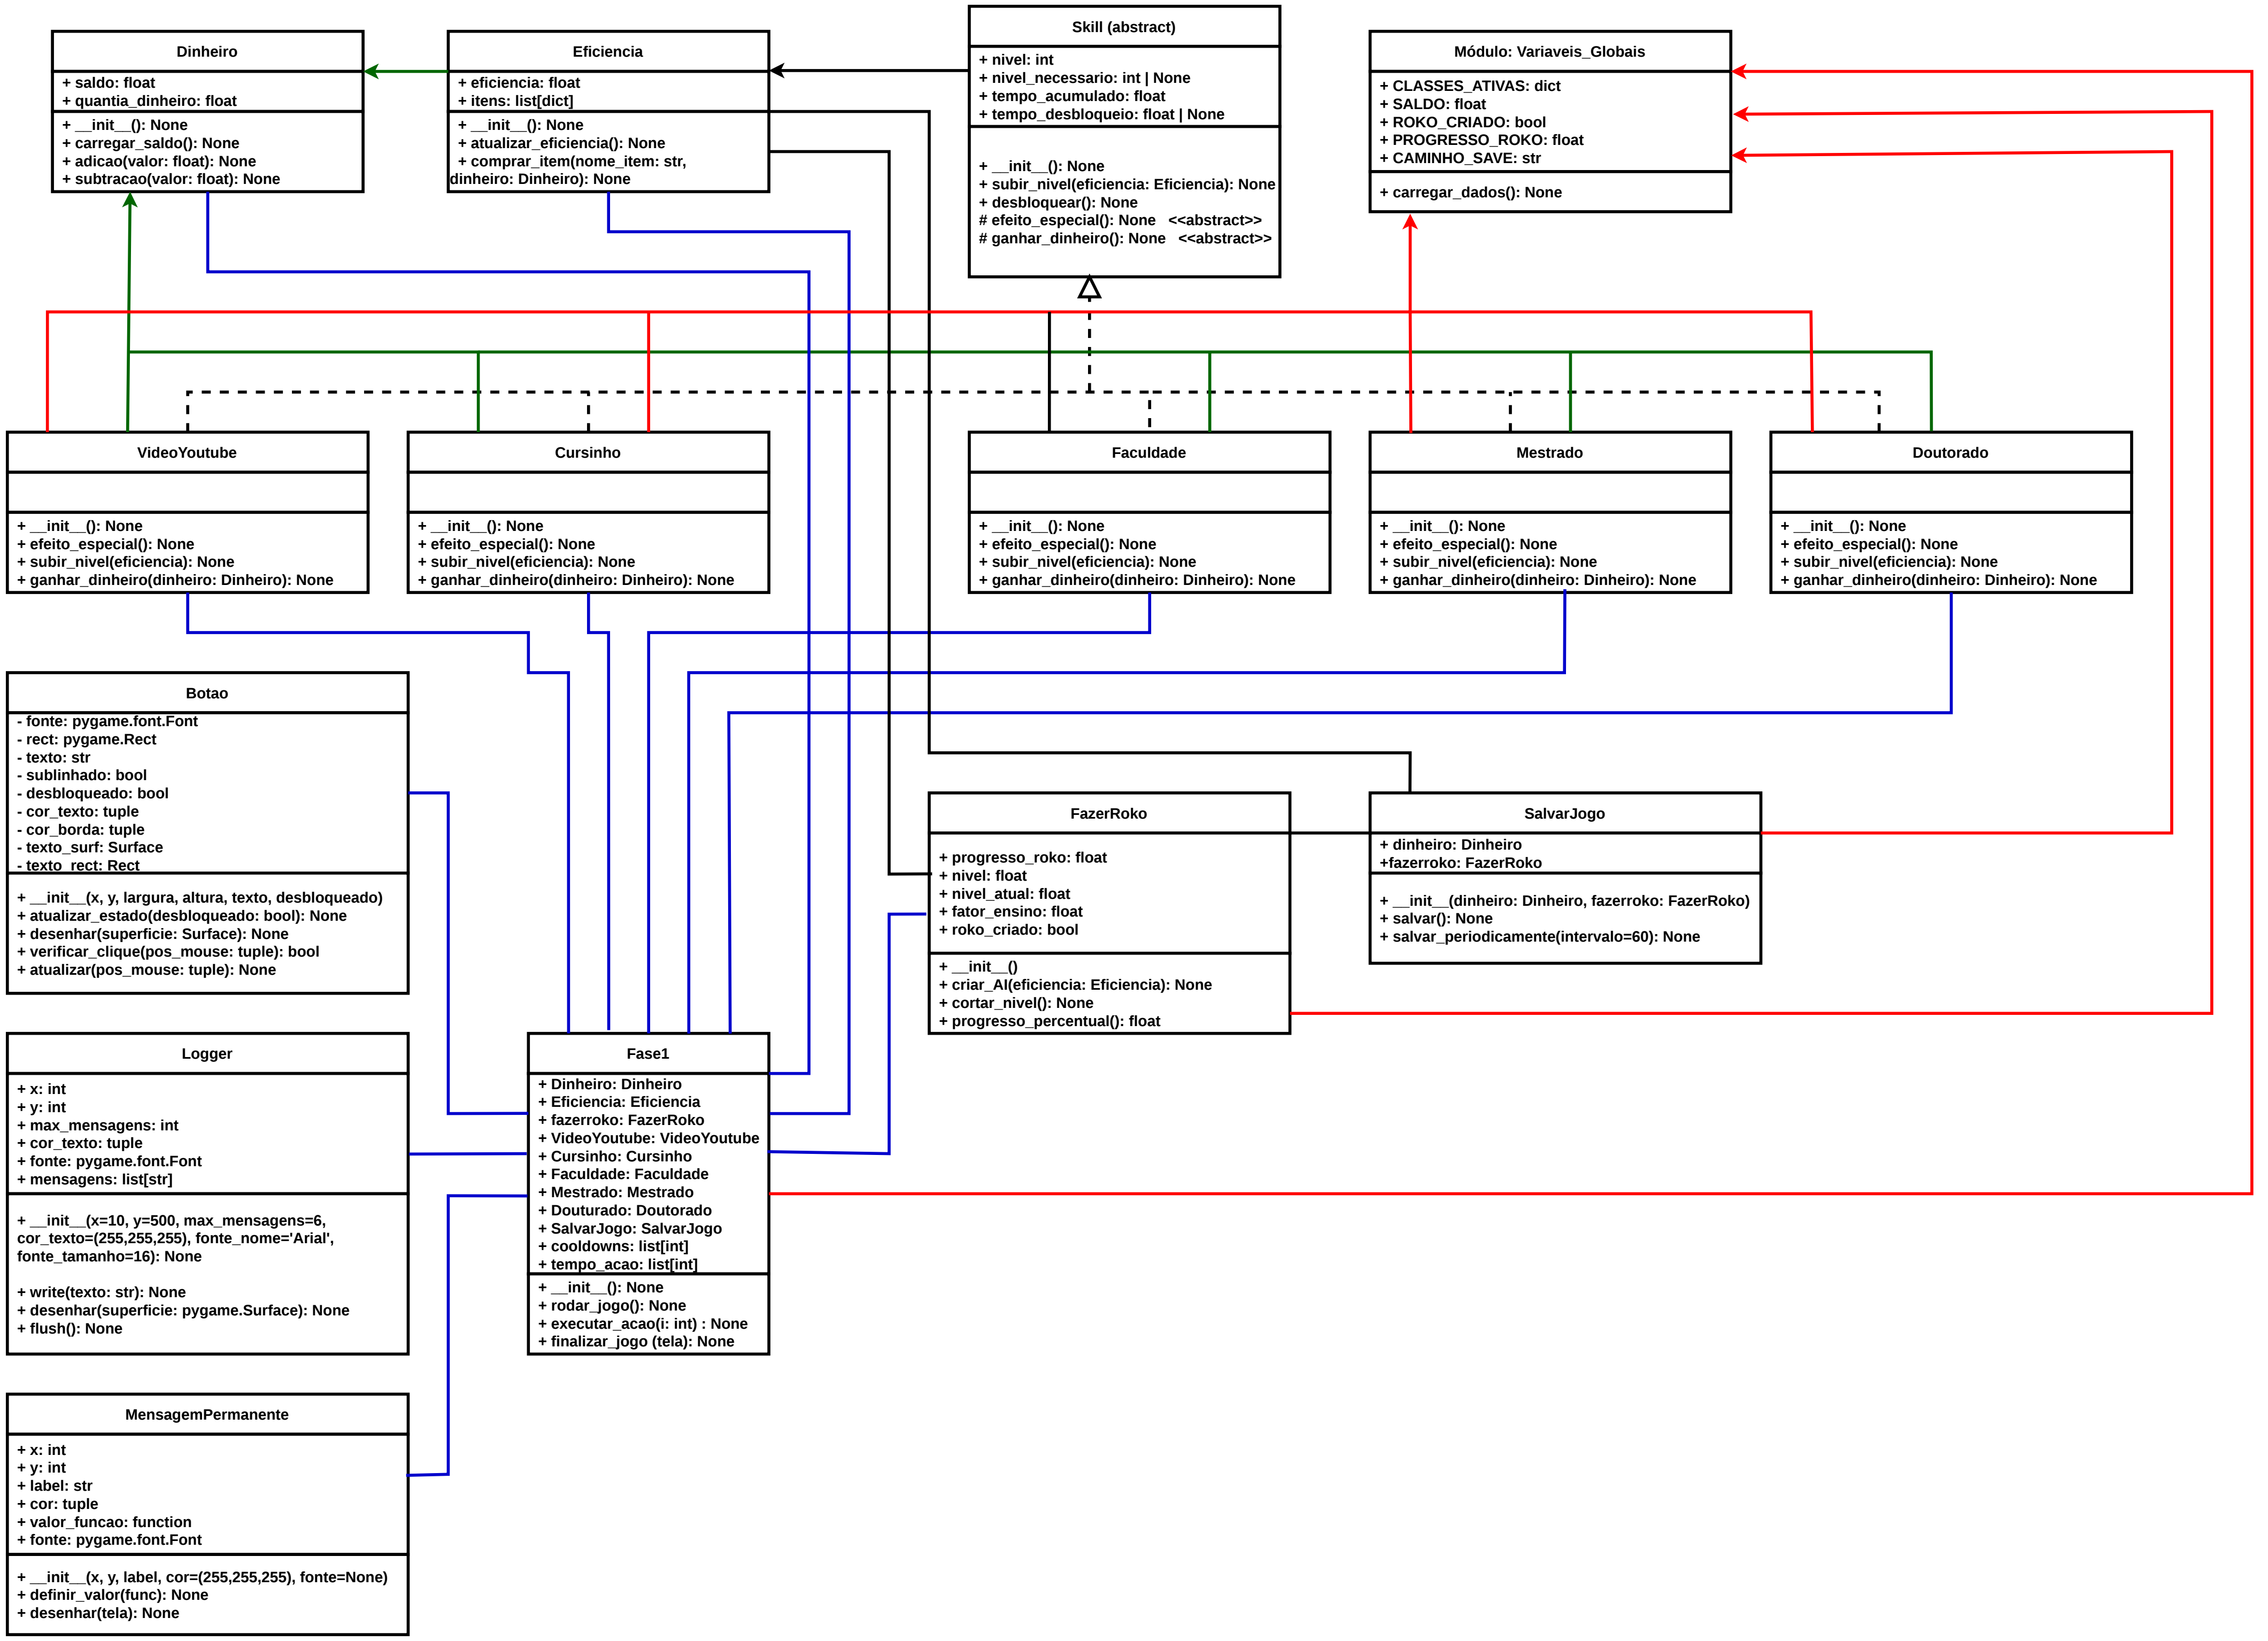 Dinheiro
+ saldo: float
+ quantia_dinheiro: float
+ __init__(): None
+ carregar_saldo(): None
+ adicao(valor: float): None
+ subtracao(valor: float): None
Eficiencia
+ eficiencia: float
+ itens: list[dict]
+ __init__(): None
+ atualizar_eficiencia(): None
+ comprar_item(nome_item: str,
dinheiro: Dinheiro): None
Skill (abstract)
+ nivel: int
+ nivel_necessario: int | None
+ tempo_acumulado: float
+ tempo_desbloqueio: float | None
+ __init__(): None
+ subir_nivel(eficiencia: Eficiencia): None
+ desbloquear(): None
# efeito_especial(): None <<abstract>>
# ganhar_dinheiro(): None <<abstract>>
Módulo: Variaveis_Globais
+ CLASSES_ATIVAS: dict
+ SALDO: float
+ ROKO_CRIADO: bool
+ PROGRESSO_ROKO: float
+ CAMINHO_SAVE: str
+ carregar_dados(): None
VideoYoutube
+ __init__(): None
+ efeito_especial(): None
+ subir_nivel(eficiencia): None
+ ganhar_dinheiro(dinheiro: Dinheiro): None
Cursinho
+ __init__(): None
+ efeito_especial(): None
+ subir_nivel(eficiencia): None
+ ganhar_dinheiro(dinheiro: Dinheiro): None
Faculdade
+ __init__(): None
+ efeito_especial(): None
+ subir_nivel(eficiencia): None
+ ganhar_dinheiro(dinheiro: Dinheiro): None
Mestrado
+ __init__(): None
+ efeito_especial(): None
+ subir_nivel(eficiencia): None
+ ganhar_dinheiro(dinheiro: Dinheiro): None
Doutorado
+ __init__(): None
+ efeito_especial(): None
+ subir_nivel(eficiencia): None
+ ganhar_dinheiro(dinheiro: Dinheiro): None
Botao
- fonte: pygame.font.Font
- rect: pygame.Rect
- texto: str
- sublinhado: bool
- desbloqueado: bool
- cor_texto: tuple
- cor_borda: tuple
- texto_surf: Surface
- texto_rect: Rect
+ __init__(x, y, largura, altura, texto, desbloqueado)
+ atualizar_estado(desbloqueado: bool): None
+ desenhar(superficie: Surface): None
+ verificar_clique(pos_mouse: tuple): bool
+ atualizar(pos_mouse: tuple): None
FazerRoko
+ progresso_roko: float
+ nivel: float
+ nivel_atual: float
+ fator_ensino: float
+ roko_criado: bool
+ __init__()
+ criar_AI(eficiencia: Eficiencia): None
+ cortar_nivel(): None
+ progresso_percentual(): float
SalvarJogo
+ dinheiro: Dinheiro
+fazerroko: FazerRoko
+ __init__(dinheiro: Dinheiro, fazerroko: FazerRoko)
+ salvar(): None
+ salvar_periodicamente(intervalo=60): None
Logger
+ x: int
+ y: int
+ max_mensagens: int
+ cor_texto: tuple
+ fonte: pygame.font.Font
+ mensagens: list[str]
+ __init__(x=10, y=500, max_mensagens=6,
cor_texto=(255,255,255), fonte_nome='Arial',
fonte_tamanho=16): None
+ write(texto: str): None
+ desenhar(superficie: pygame.Surface): None
+ flush(): None
Fase1
+ Dinheiro: Dinheiro
+ Eficiencia: Eficiencia
+ fazerroko: FazerRoko
+ VideoYoutube: VideoYoutube
+ Cursinho: Cursinho
+ Faculdade: Faculdade
+ Mestrado: Mestrado
+ Douturado: Doutorado
+ SalvarJogo: SalvarJogo
+ cooldowns: list[int]
+ tempo_acao: list[int]
+ __init__(): None
+ rodar_jogo(): None
+ executar_acao(i: int) : None
+ finalizar_jogo (tela): None
MensagemPermanente
+ x: int
+ y: int
+ label: str
+ cor: tuple
+ valor_funcao: function
+ fonte: pygame.font.Font
+ __init__(x, y, label, cor=(255,255,255), fonte=None)
+ definir_valor(func): None
+ desenhar(tela): None